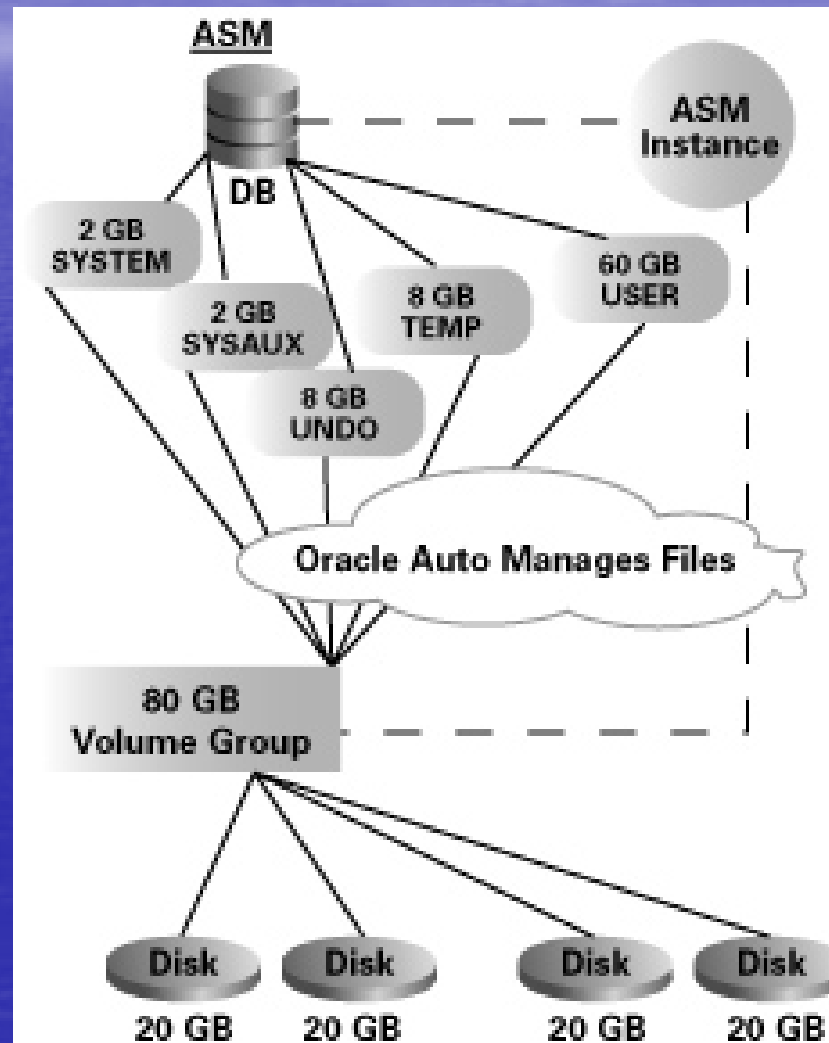 ASM
DB
ASM
Instance
2 GB
SYSTEM
2 GB
SYSAUX
8 GB
UNDO
8 GB
TEMP
60 GB
USER
Oracle Auto Manages Files
80 GB
Volume Group
Disk
20 GB
Disk
20 GB
Disk
20 GB
Disk
20 GB